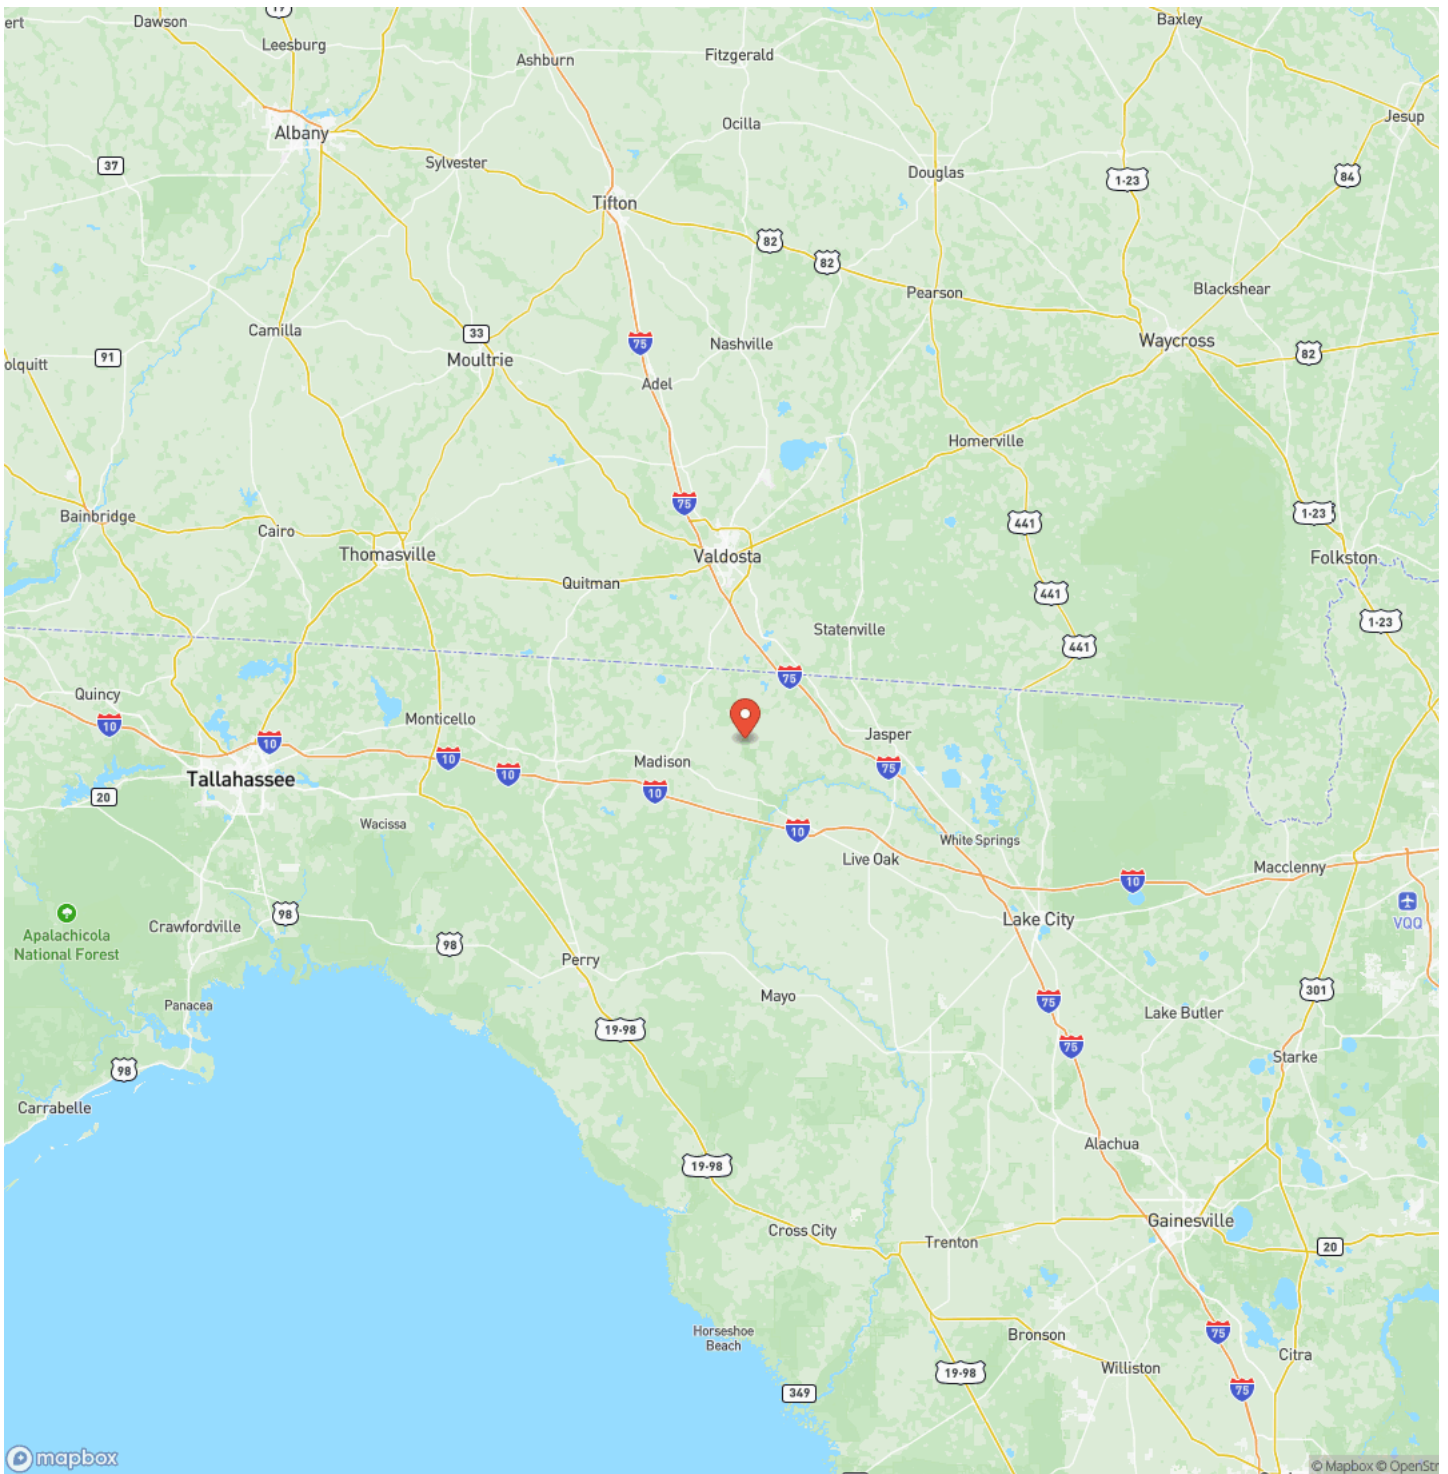 19
ert
Dawson
Leesburg
Ashburn
Fitzgerald
Baxley
Albany
Ocilla
Jesup
37
Sylvester
Douglas
1-23
84
Tifton
82
82
Pearson
Blackshear
Camilla
33
75
Nashville
Waycross
82
olquitt
91
Moultrie
Adel
Homerville
75
441
1-23
Bainbridge
Cairo
Thomasville
Valdosta
Folkston
Quitman
441
1-23
Statenville
441
75
Quincy
10
Monticello
10
Jasper
Tallahassee
10
10
Madison
75
20
10
Wacissa
10
White Springs
Live Oak
10
Macclenny
98
Crawfordville
98
Lake City
VQQ
Apalachicola
National Forest
Perry
Mayo
75
301
Panacea
19-98
Lake Butler
75
Starke
98
Carrabelle
Alachua
19-98
Cross City
Gainesville
Trenton
20
Horseshoe
Beach
Bronson
75
Citra
Williston
19-98
349
75
mapbox
© Mapbox © OpenStr